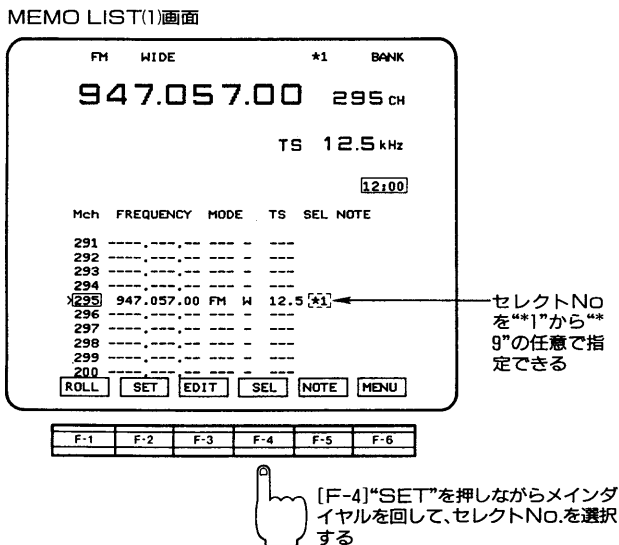 MEMO LIST(1)画面
FM WIDE *1 BANK
947.057.00 295 CH
TS 12.5 kHz
12:00
Mch FREQUENCY MODE TS SEL NOTE
291 ----.---.-- --- - ---
292 ----.---.-- --- - ---
293 ----.---.-- --- - ---
294 ----.---.-- --- - ---
>295 947.057.00 FM W 12.5 *1
296 ----.---.-- --- - ---
297 ----.---.-- --- - ---
298 ----.---.-- --- - ---
299 ----.---.-- --- - ---
200 ----.---.-- --- - ---
ROLL SET EDIT SEL NOTE MENU
F-1 F-2 F-3 F-4 F-5 F-6
セレクトNo
を“*1”から“*
9”の任意で指
定できる
[F-4]“SET”を押しながらメインダ
イヤルを回して、セレクトNo.を選択
する